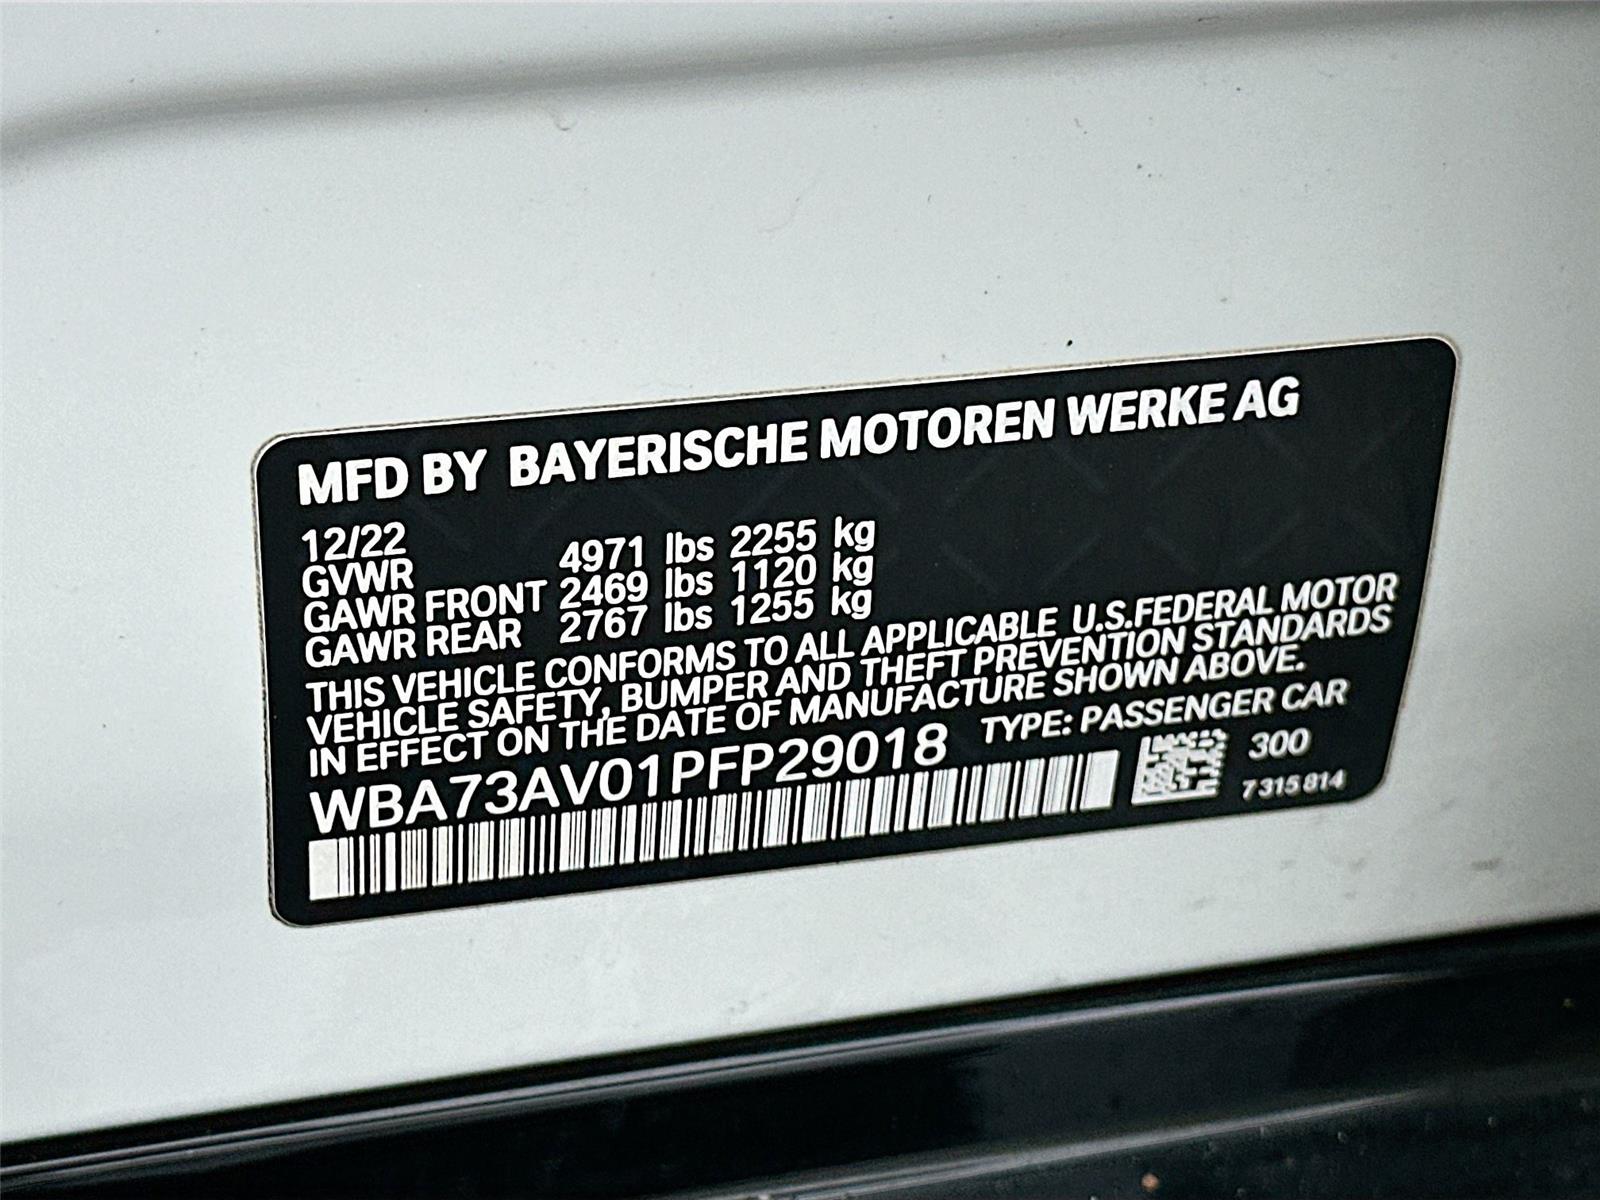 MFD BY BAYERISCHE MOTOREN WERKE AG
12/22
GVWR 4971 lbs 2255 kg
GAWR FRONT 2469 lbs 1120 kg
GAWR REAR 2767 lbs 1255 kg
THIS VEHICLE CONFORMS TO ALL APPLICABLE U.S.FEDERAL MOTOR
VEHICLE SAFETY, BUMPER AND THEFT PREVENTION STANDARDS
IN EFFECT ON THE DATE OF MANUFACTURE SHOWN ABOVE.
WBA73AV01PFP29018 TYPE: PASSENGER CAR
300
7 315 814